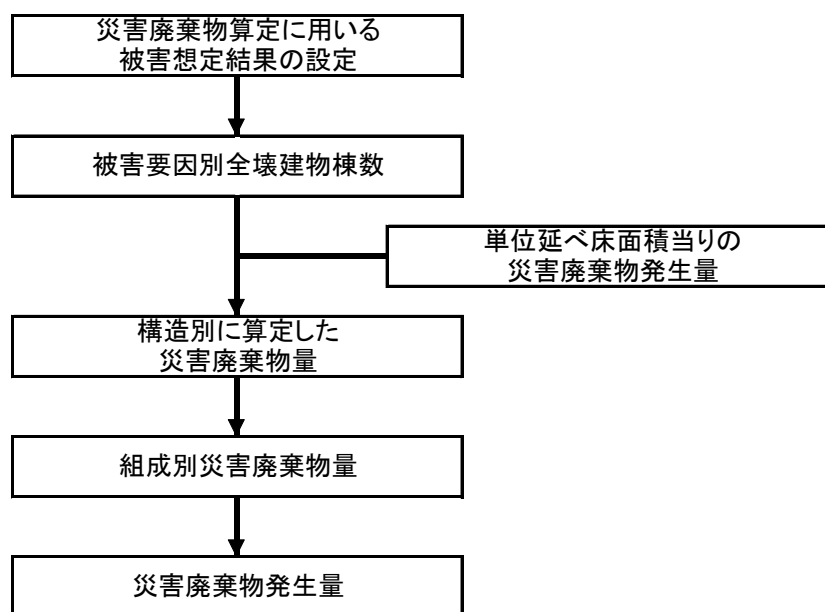 災害廃棄物算定に用いる
被害想定結果の設定
被害要因別全壊建物棟数
単位延べ床面積当りの
災害廃棄物発生量
構造別に算定した
災害廃棄物量
組成別災害廃棄物量
災害廃棄物発生量